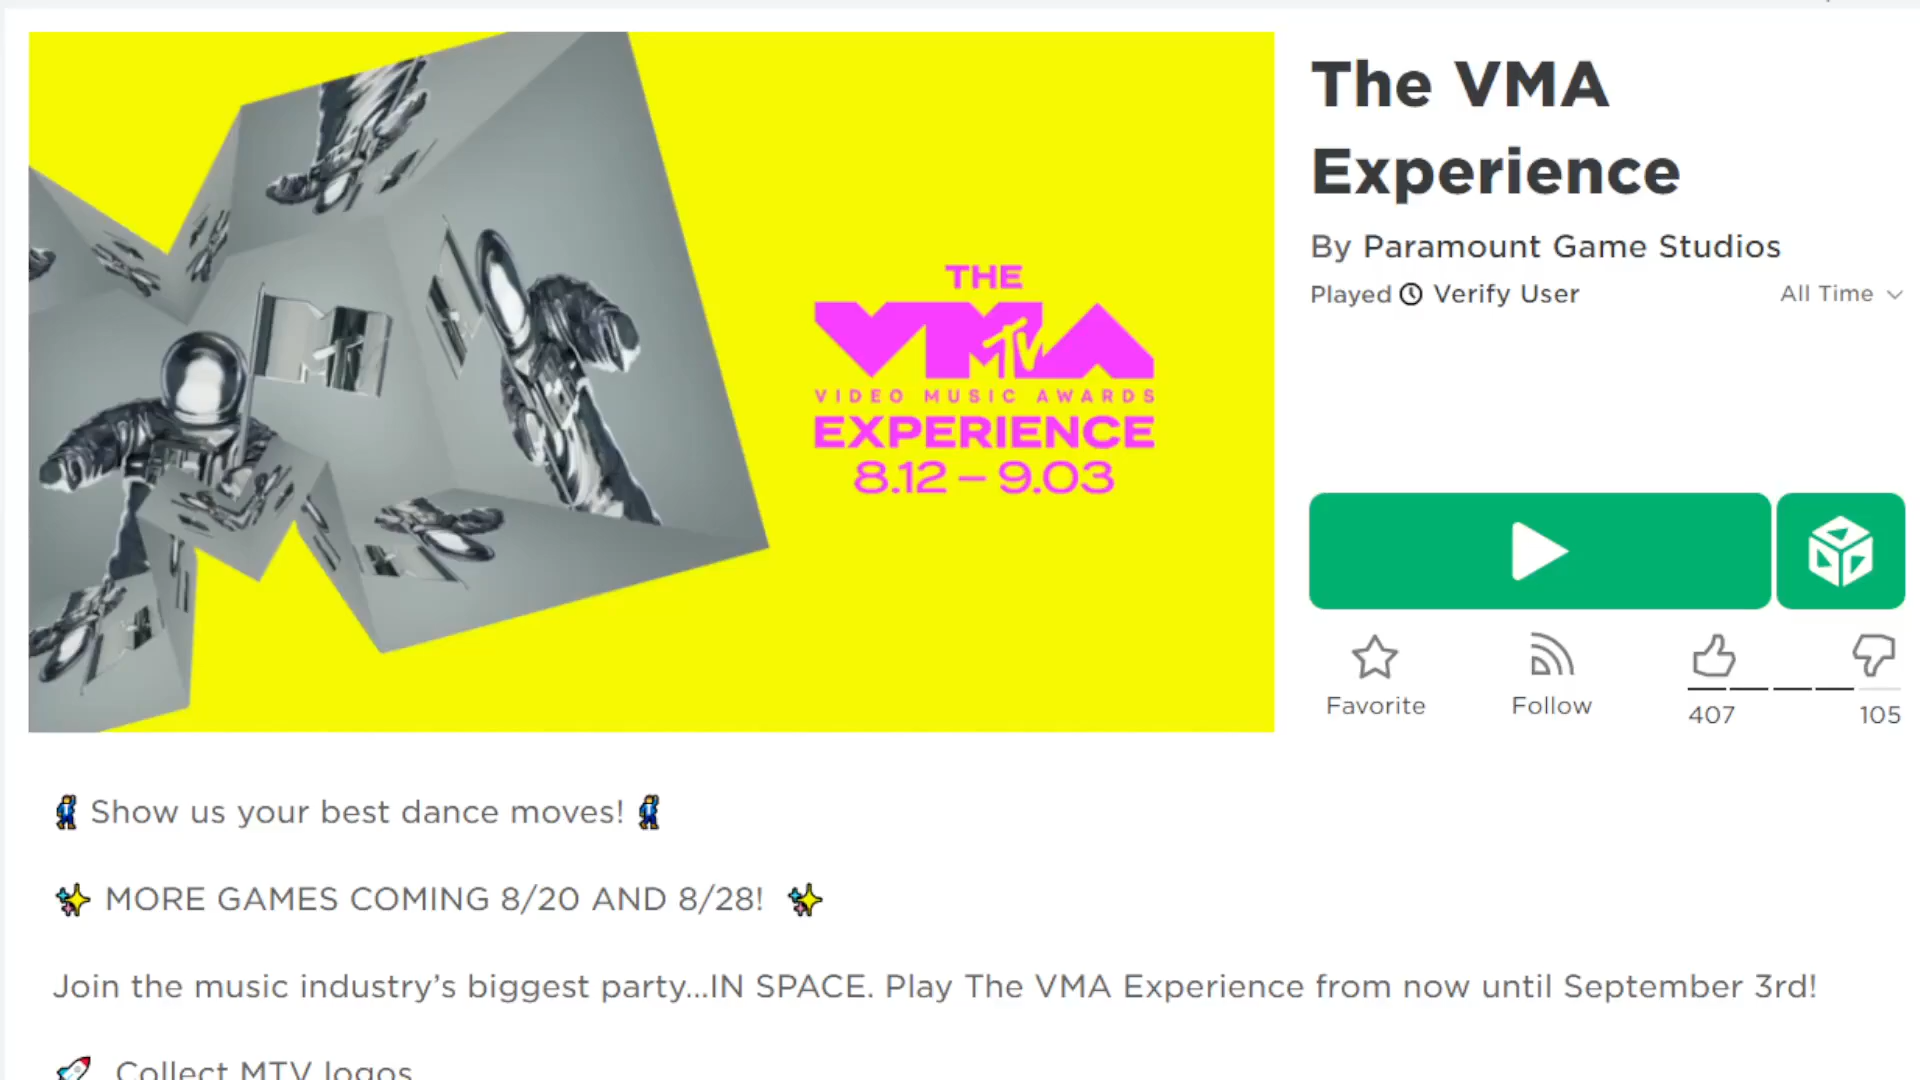 The VMA
Experience
By Paramount Game Studios
Played Verify User
All Time
THE
VMA
MTV
VIDEO MUSIC AWARDS
EXPERIENCE
8.12 – 9.03
Favorite
Follow
407
105
Show us your best dance moves!
MORE GAMES COMING 8/20 AND 8/28!
Join the music industry’s biggest party...IN SPACE. Play The VMA Experience from now until September 3rd!
Collect MTV logos